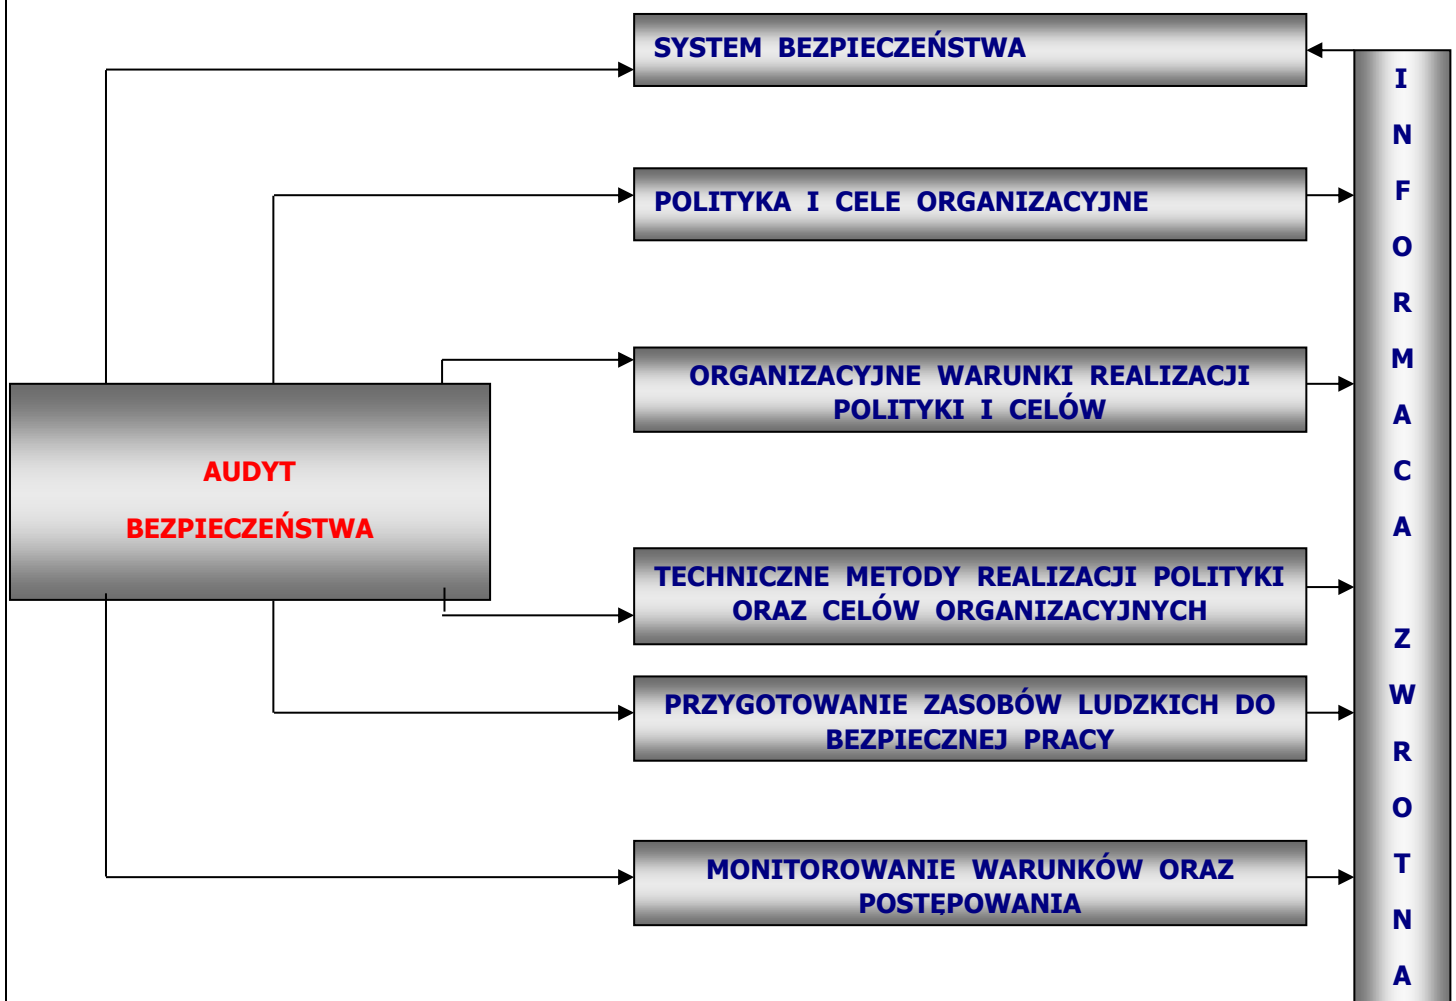 SYSTEM BEZPIECZEŃSTWA
POLITYKA I CELE ORGANIZACYJNE
ORGANIZACYJNE WARUNKI REALIZACJI
POLITYKI I CELÓW
AUDYT
BEZPIECZEŃSTWA
TECHNICZNE METODY REALIZACJI POLITYKI
ORAZ CELÓW ORGANIZACYJNYCH
PRZYGOTOWANIE ZASOBÓW LUDZKICH DO
BEZPIECZNEJ PRACY
MONITOROWANIE WARUNKÓW ORAZ
POSTĘPOWANIA
I
N
F
O
R
M
A
C
A
Z
W
R
O
T
N
A